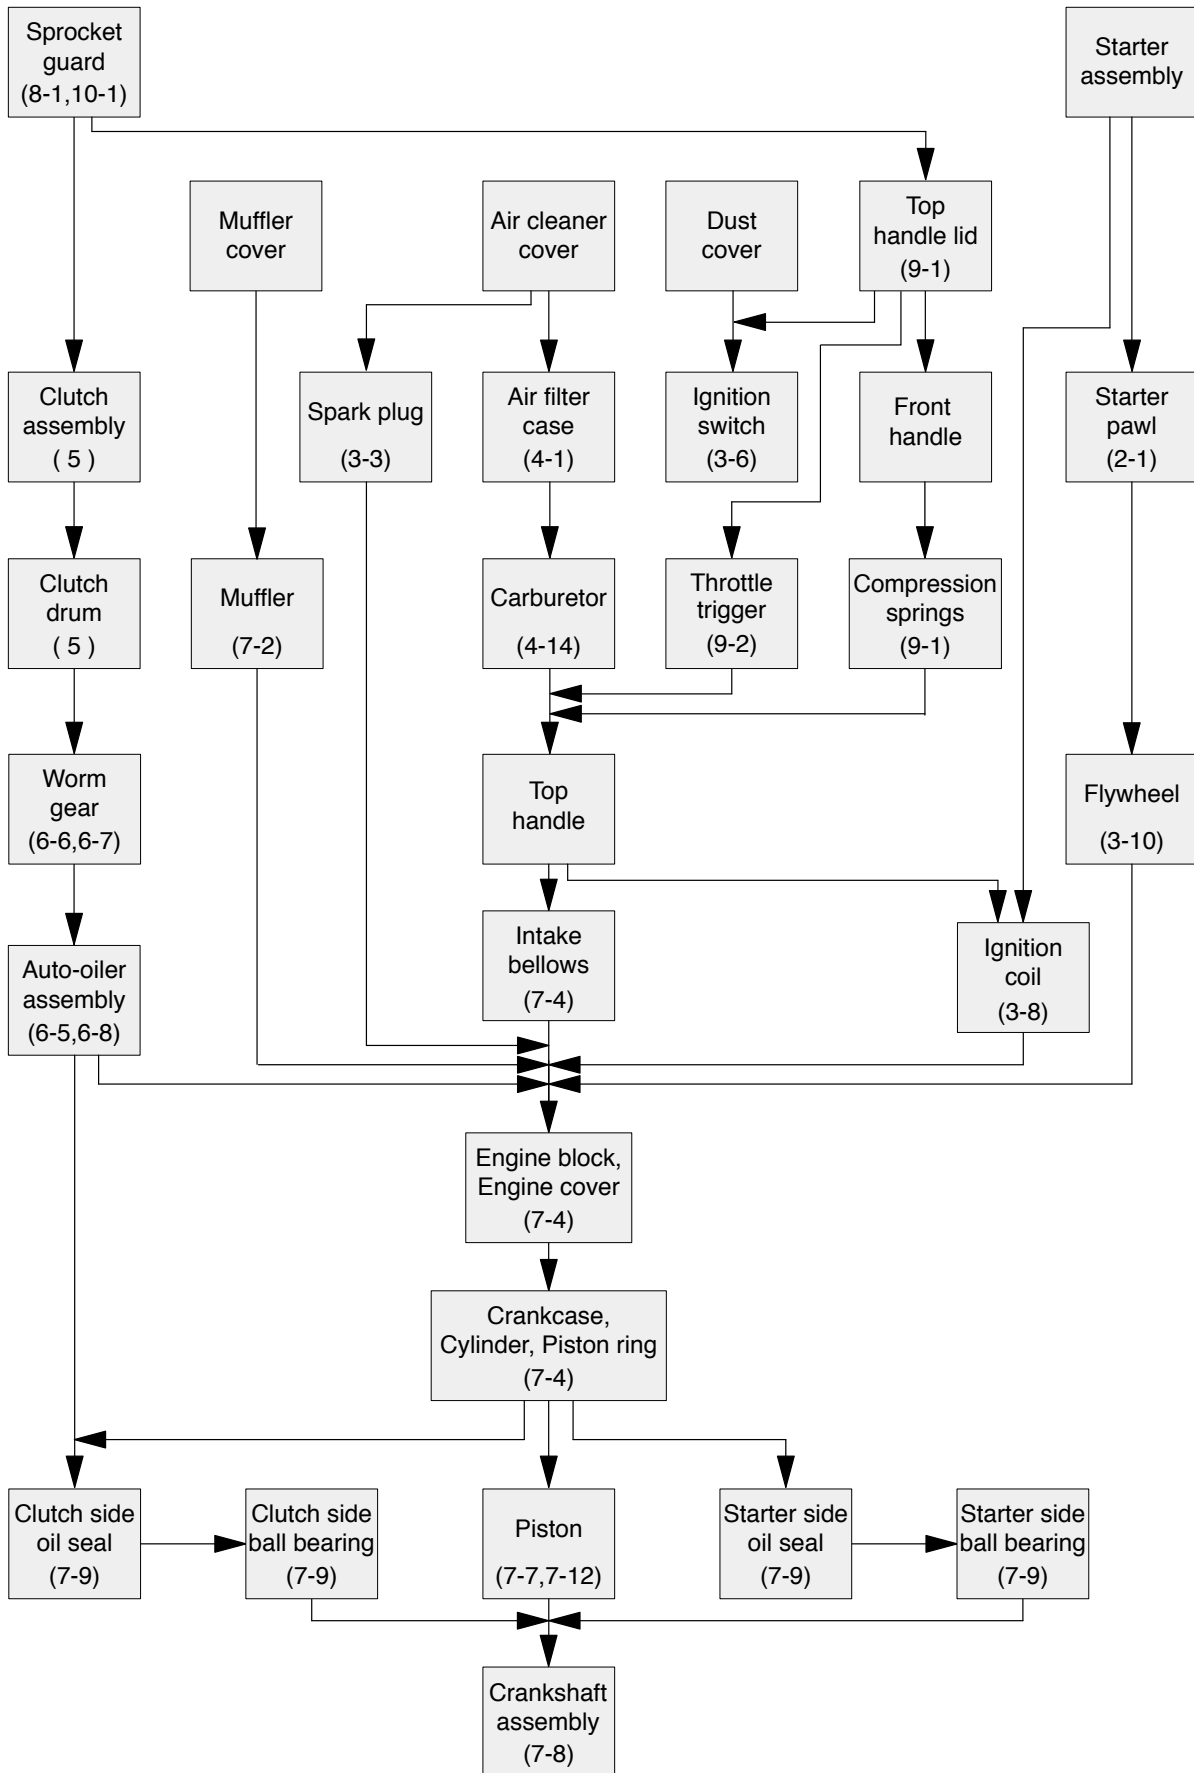 Sprocket
guard
(8-1,10-1)
Starter
assembly
Muffler
cover
Air cleaner
cover
Dust
cover
Top
handle lid
(9-1)
Clutch
assembly
( 5 )
Spark plug
(3-3)
Air filter
case
(4-1)
Ignition
switch
(3-6)
Front
handle
Starter
pawl
(2-1)
Clutch
drum
( 5 )
Muffler
(7-2)
Carburetor
(4-14)
Throttle
trigger
(9-2)
Compression
springs
(9-1)
Worm
gear
(6-6,6-7)
Top
handle
Flywheel
(3-10)
Auto-oiler
assembly
(6-5,6-8)
Intake
bellows
(7-4)
Ignition
coil
(3-8)
Engine block,
Engine cover
(7-4)
Crankcase,
Cylinder, Piston ring
(7-4)
Clutch side
oil seal
(7-9)
Clutch side
ball bearing
(7-9)
Piston
(7-7,7-12)
Starter side
oil seal
(7-9)
Starter side
ball bearing
(7-9)
Crankshaft
assembly
(7-8)